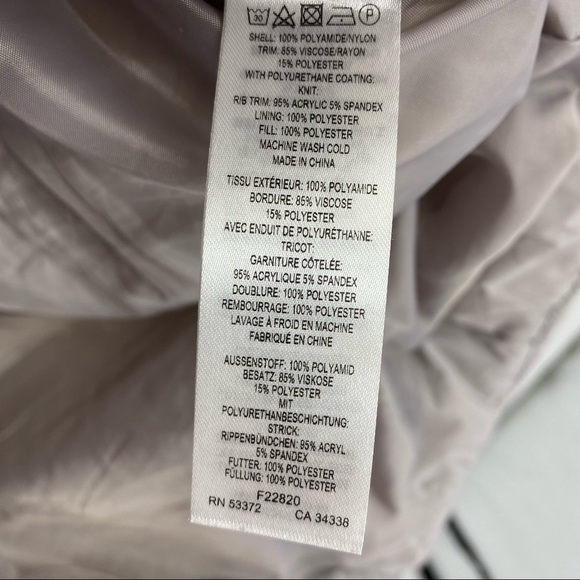 30 P
SHELL: 100% POLYAMIDE/NYLON
TRIM: 85% VISCOSE/RAYON
15% POLYESTER
WITH POLYURETHANE COATING:
KNIT:
RIB TRIM: 95% ACRYLIC 5% SPANDEX
LINING: 100% POLYESTER
FILL: 100% POLYESTER
MACHINE WASH COLD
MADE IN CHINA
TISSU EXTÉRIEUR: 100% POLYAMIDE
BORDURE: 85% VISCOSE
15% POLYESTER
AVEC ENDUIT DE POLYURÉTHANNE:
TRICOT:
GARNITURE CÔTELÉE:
95% ACRYLIQUE 5% SPANDEX
DOUBLURE: 100% POLYESTER
REMBOURRAGE: 100% POLYESTER
LAVAGE À FROID EN MACHINE
FABRIQUÉ EN CHINE
AUSSENSTOFF: 100% POLYAMID
BESATZ: 85% VISKOSE
15% POLYESTER
MIT
POLYURETHANBESCHICHTUNG:
STRICK:
RIPPENBÜNDCHEN: 95% ACRYL
5% SPANDEX
FUTTER: 100% POLYESTER
FÜLLUNG: 100% POLYESTER
F22820
RN 53372 CA 34338